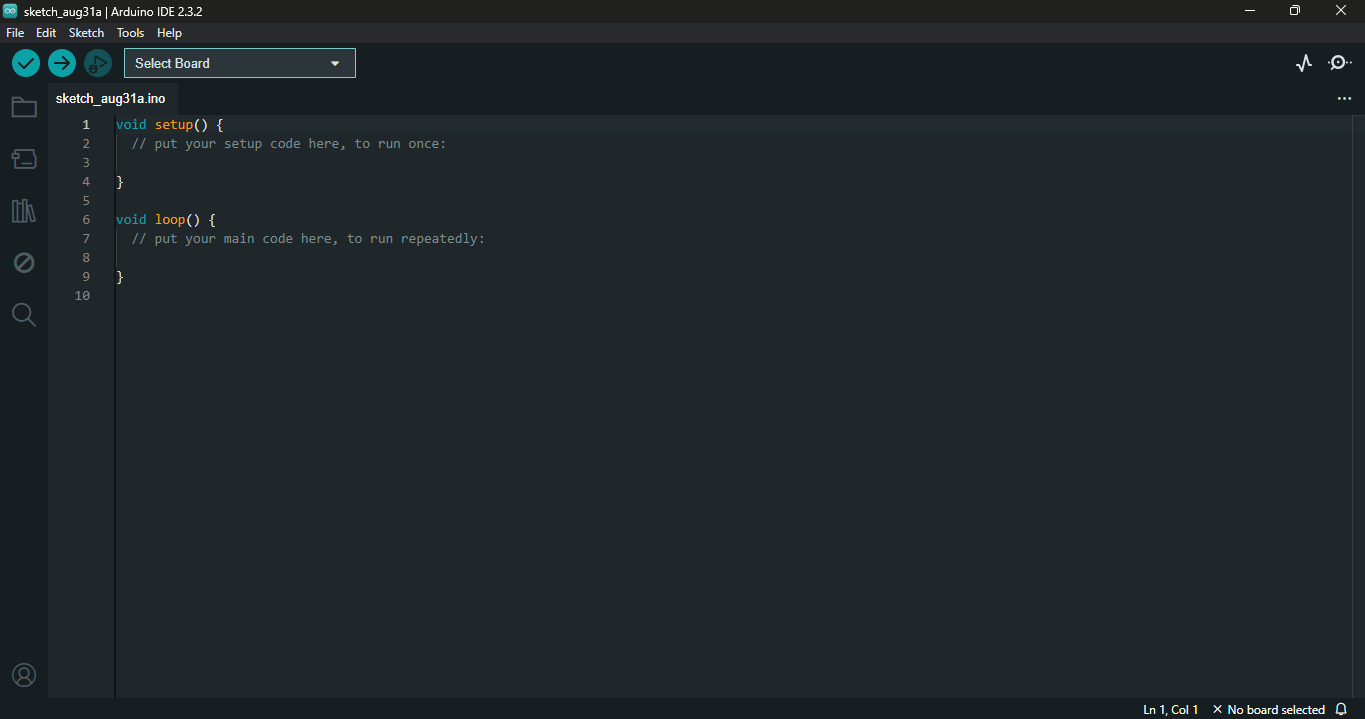 sketch_aug31a | Arduino IDE 2.3.2
File Edit Sketch Tools Help
Select Board
sketch_aug31a.ino
1 void setup() {
2 // put your setup code here, to run once:
3
4 }
5
6 void loop() {
7 // put your main code here, to run repeatedly:
8
9 }
10
Ln 1, Col 1 × No board selected